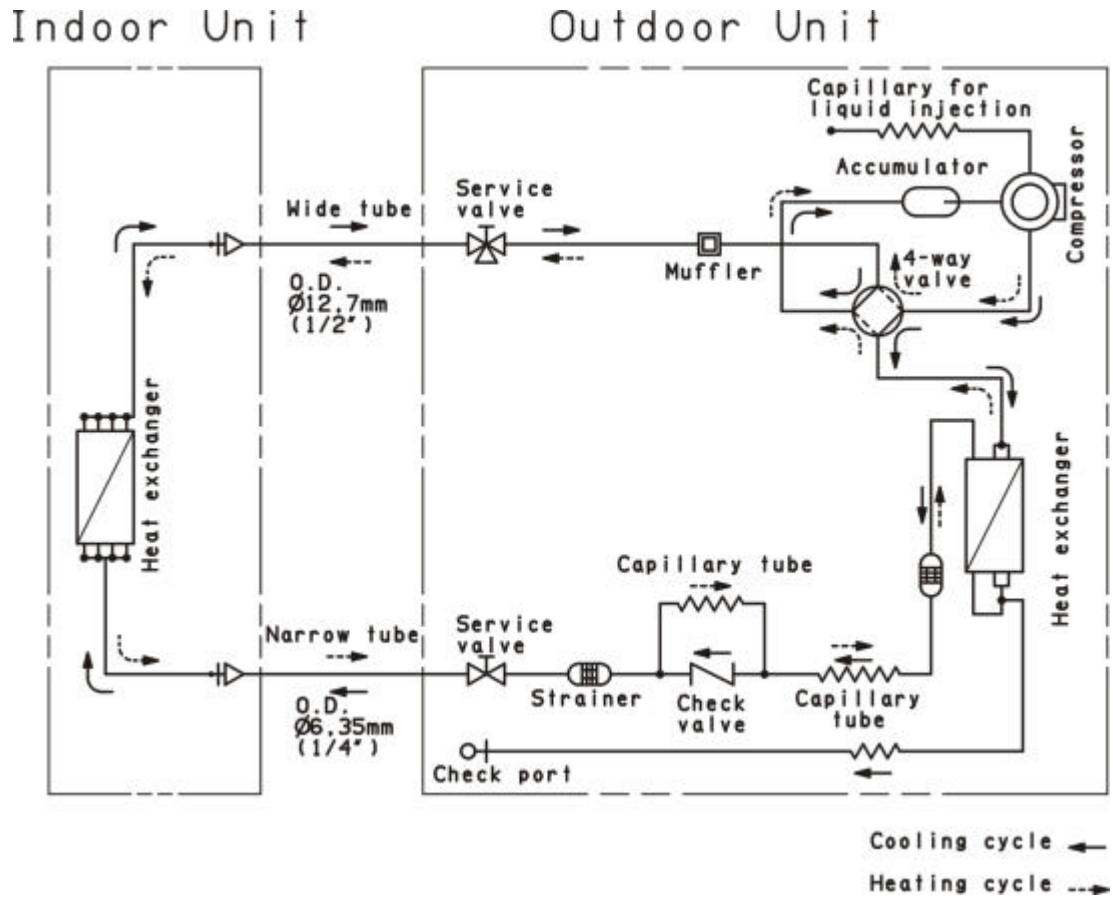 Indoor Unit
Outdoor Unit
Capillary for
liquid injection
Compressor
Accumulator
Service
valve
Wide tube
Muffler
4-way
valve
O.D.
Ø12,7mm
(1/2")
Heat exchanger
Heat exchanger
Capillary tube
Narrow tube
Service
valve
Strainer
Check
valve
Capillary
tube
O.D.
Ø6,35mm
(1/4")
Check port
Cooling cycle
Heating cycle